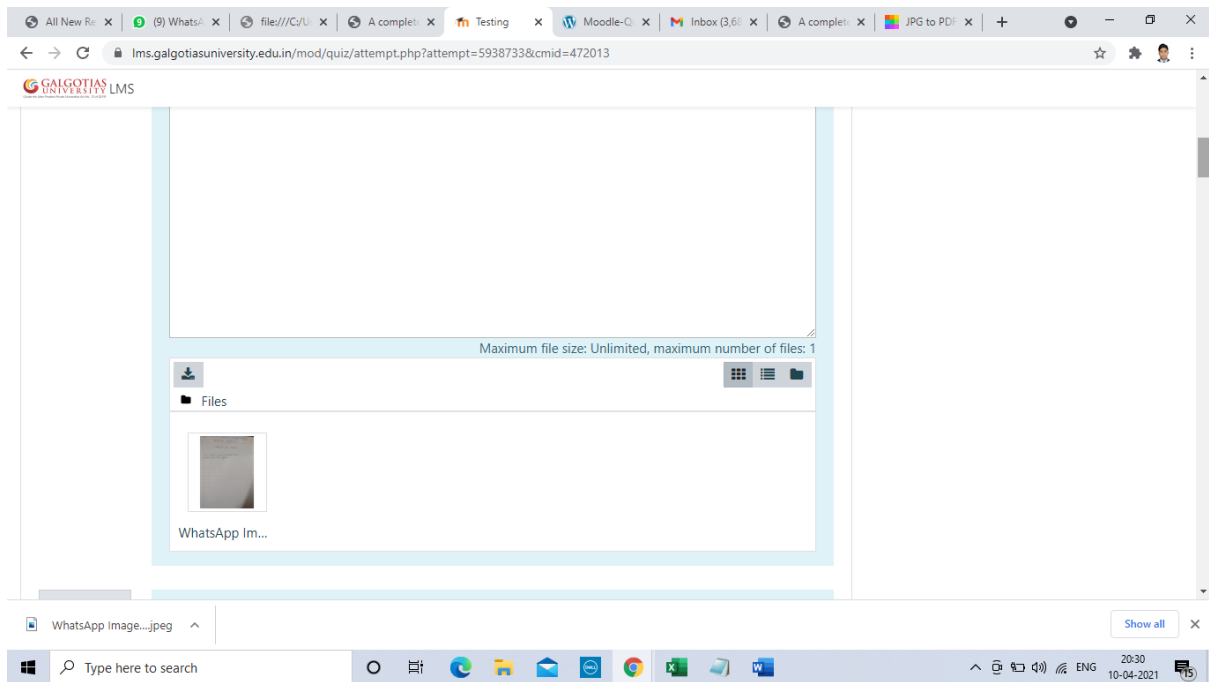 All New Re
(9) WhatsA
file:///C:/U
A complete
Testing
Moodle-Q
Inbox (3,68
A complete
JPG to PDF
lms.galgotiasuniversity.edu.in/mod/quiz/attempt.php?attempt=5938733&cmid=472013
GALGOTIAS
UNIVERSITY LMS
Maximum file size: Unlimited, maximum number of files: 1
Files
WhatsApp Im...
WhatsApp Image....jpeg
Show all
Type here to search
DELL
ENG
20:30
10-04-2021
15